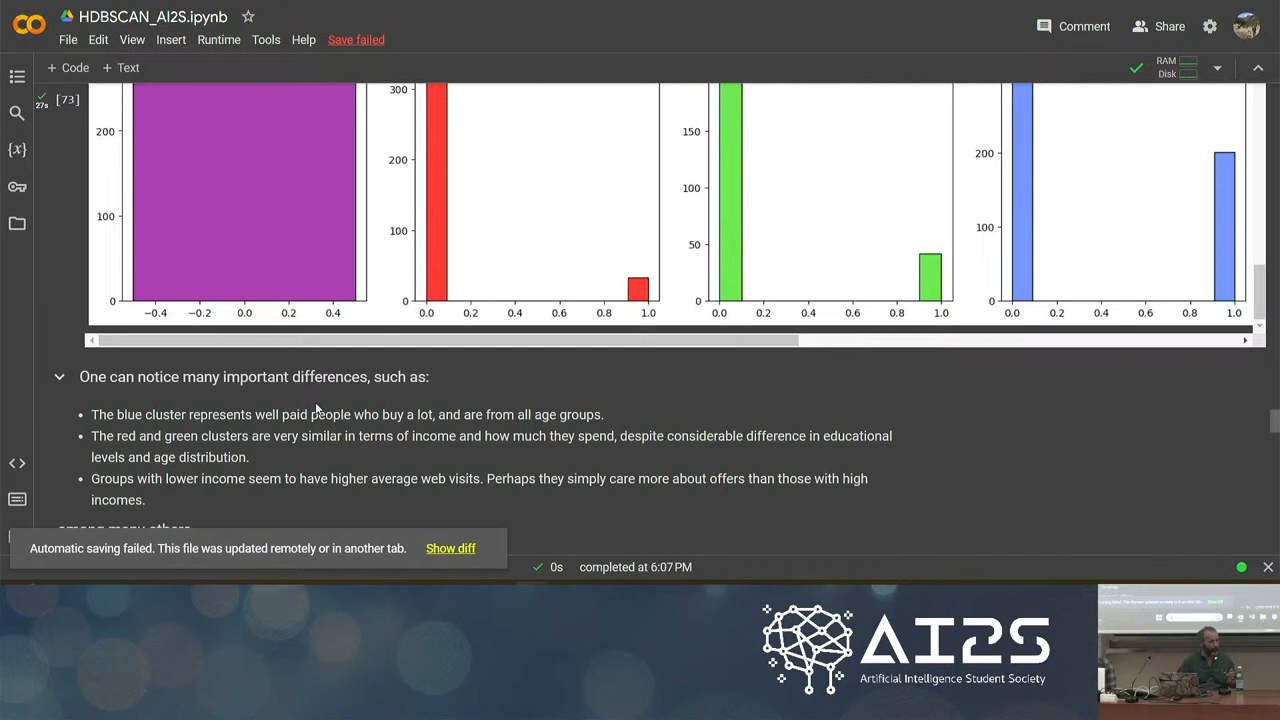 HDBSCAN_AI2S.ipynb
File Edit View Insert Runtime Tools Help Save failed
Comment Share
+ Code + Text
RAM
Disk
27s
[73]
{x}
200
100
0
−0.4 −0.2 0.0 0.2 0.4
300
200
100
0
0.0 0.2 0.4 0.6 0.8 1.0
150
100
50
0
0.0 0.2 0.4 0.6 0.8 1.0
200
100
0
0.0 0.2 0.4 0.6 0.8 1.0
One can notice many important differences, such as:
• The blue cluster represents well paid people who buy a lot, and are from all age groups.
• The red and green clusters are very similar in terms of income and how much they spend, despite considerable difference in educational
levels and age distribution.
• Groups with lower income seem to have higher average web visits. Perhaps they simply care more about offers than those with high
incomes.
among many others
Automatic saving failed. This file was updated remotely or in another tab. Show diff
0s completed at 6:07 PM
AI2S
Artificial Intelligence Student Society